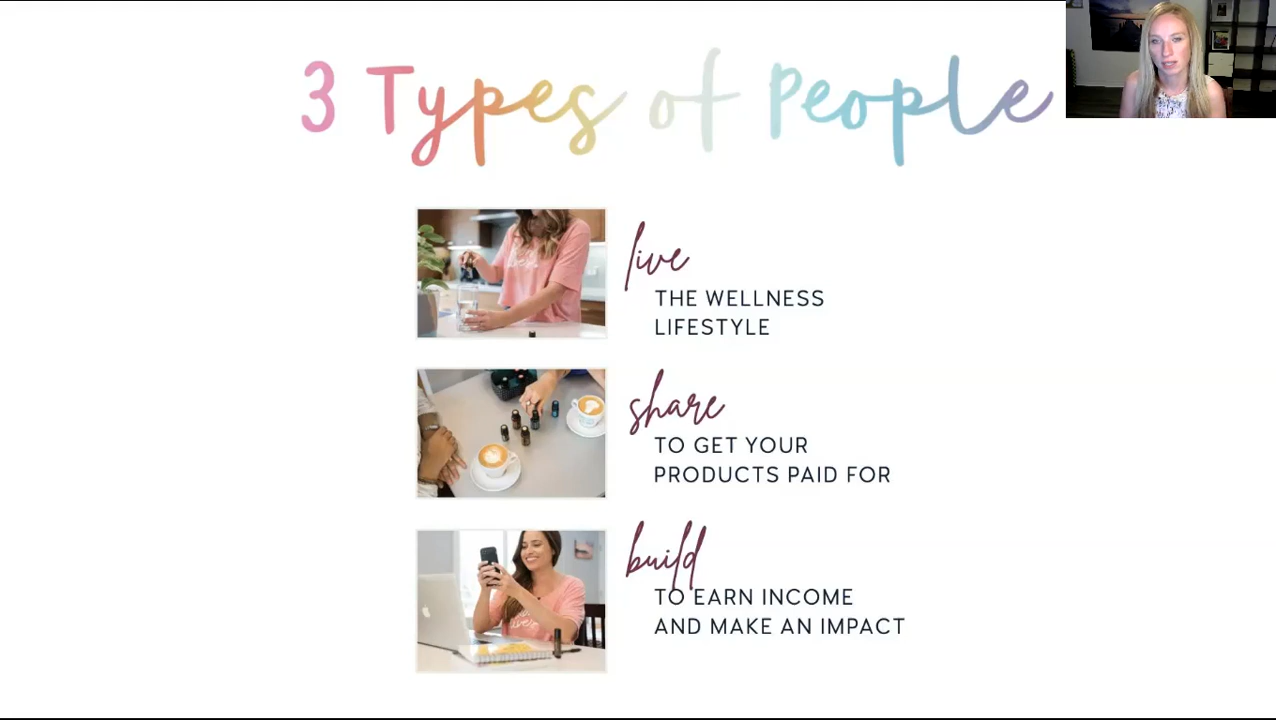 3 Types of People
live
THE WELLNESS
LIFESTYLE
share
TO GET YOUR
PRODUCTS PAID FOR
build
TO EARN INCOME
AND MAKE AN IMPACT